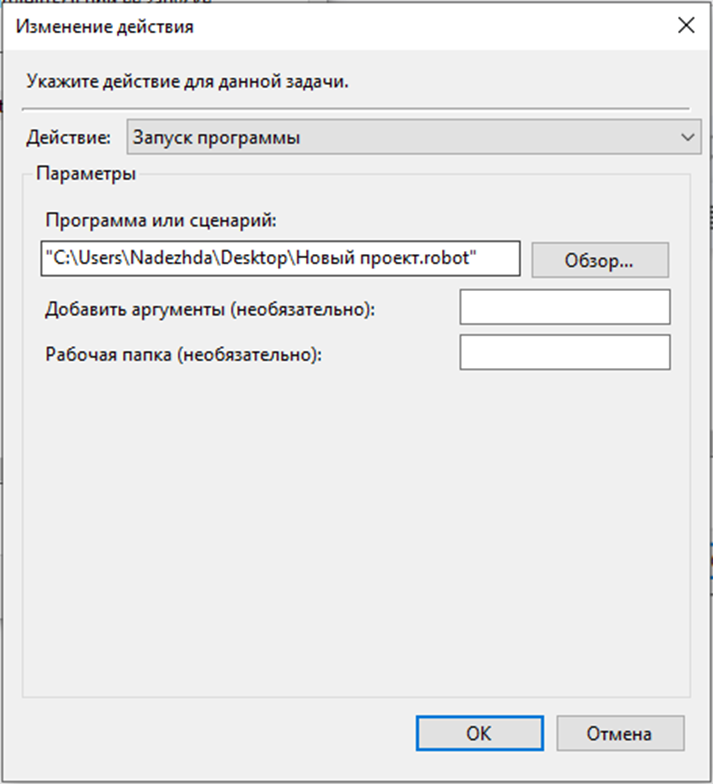 Изменение действия
Укажите действие для данной задачи.
Действие: Запуск программы
Параметры
Программа или сценарий:
"C:\Users\Nadezhda\Desktop\Новый проект.robot" Обзор...
Добавить аргументы (необязательно):
Рабочая папка (необязательно):
ОК Отмена